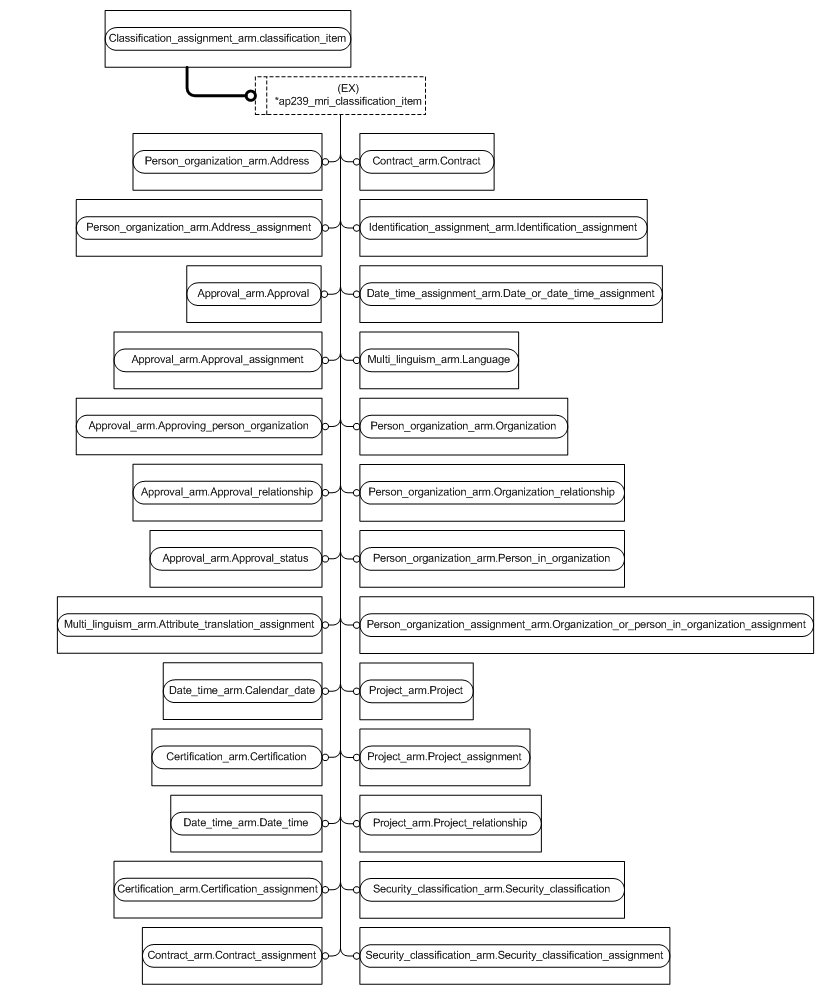 Classification_assignment_arm.classification_item
(EX)
*ap239_mri_classification_item
Person_organization_arm.Address
Contract_arm.Contract
Person_organization_arm.Address_assignment
Identification_assignment_arm.Identification_assignment
Approval_arm.Approval
Date_time_assignment_arm.Date_or_date_time_assignment
Approval_arm.Approval_assignment
Multi_linguism_arm.Language
Approval_arm.Approving_person_organization
Person_organization_arm.Organization
Approval_arm.Approval_relationship
Person_organization_arm.Organization_relationship
Approval_arm.Approval_status
Person_organization_arm.Person_in_organization
Multi_linguism_arm.Attribute_translation_assignment
Person_organization_assignment_arm.Organization_or_person_in_organization_assignment
Date_time_arm.Calendar_date
Project_arm.Project
Certification_arm.Certification
Project_arm.Project_assignment
Date_time_arm.Date_time
Project_arm.Project_relationship
Certification_arm.Certification_assignment
Security_classification_arm.Security_classification
Contract_arm.Contract_assignment
Security_classification_arm.Security_classification_assignment